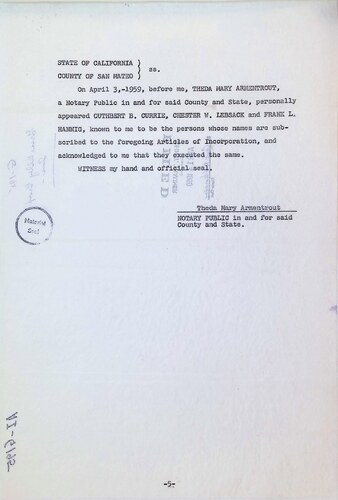 STATE OF CALIFORNIA )
) ss.
COUNTY OF SAN MATEO )
On April 3, 1959, before me, THEDA MARY ARMENTROUT,
a Notary Public in and for said County and State, personally
appeared CUTHBERT B. CURRIE, CHESTER W. LEBSACK and FRANK L.
HANNIG, known to me to be the persons whose names are sub-
scribed to the foregoing Articles of Incorporation, and
acknowledged to me that they executed the same.
WITNESS my hand and official seal.
Theda Mary Armentrout
NOTARY PUBLIC in and for said
County and State.
Notarial
Seal
-5-